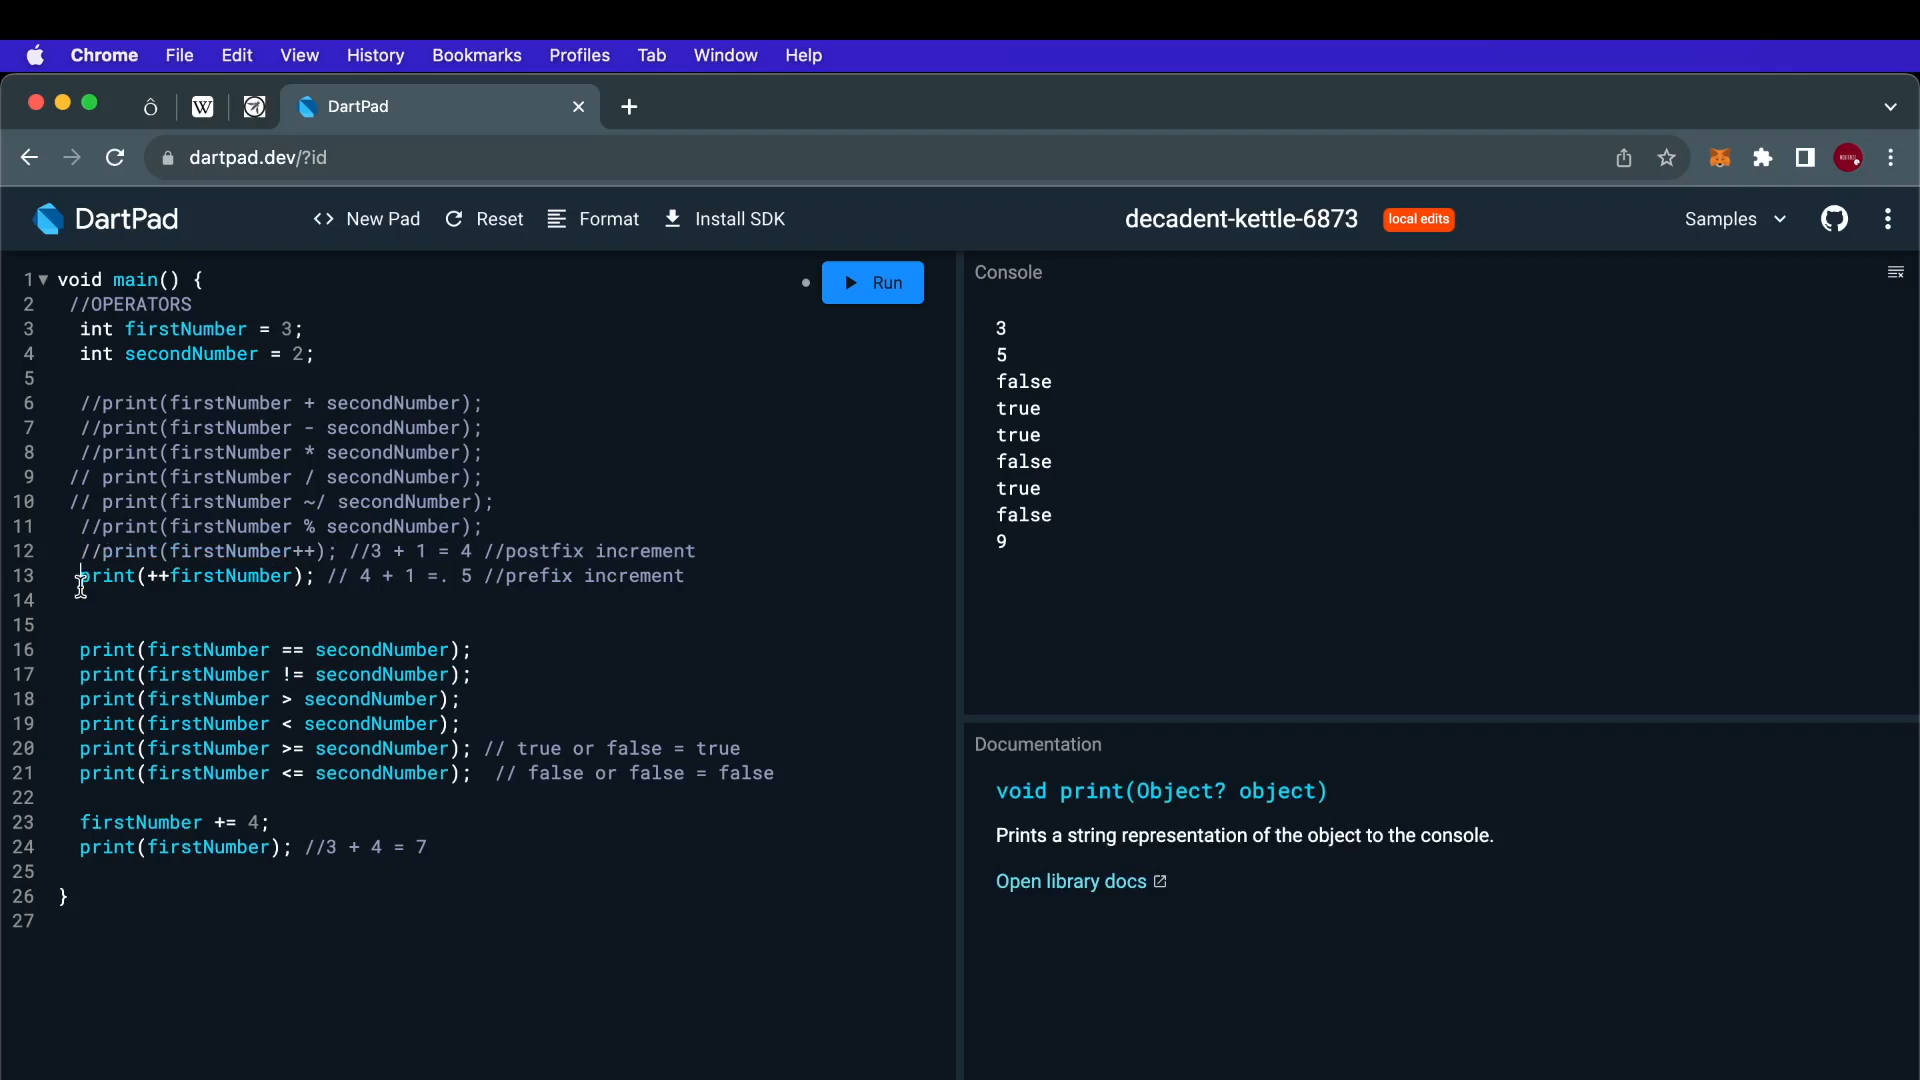 Chrome File Edit View History Bookmarks Profiles Tab Window Help
W DartPad
dartpad.dev/?id
DartPad <> New Pad Reset Format Install SDK decadent-kettle-6873 local edits Samples
1 void main() {
2 //OPERATORS
3 int firstNumber = 3;
4 int secondNumber = 2;
5
6 //print(firstNumber + secondNumber);
7 //print(firstNumber - secondNumber);
8 //print(firstNumber * secondNumber);
9 // print(firstNumber / secondNumber);
10 // print(firstNumber ~/ secondNumber);
11 //print(firstNumber % secondNumber);
12 //print(firstNumber++); //3 + 1 = 4 //postfix increment
13 print(++firstNumber); // 4 + 1 =. 5 //prefix increment
14
15
16 print(firstNumber == secondNumber);
17 print(firstNumber != secondNumber);
18 print(firstNumber > secondNumber);
19 print(firstNumber < secondNumber);
20 print(firstNumber >= secondNumber); // true or false = true
21 print(firstNumber <= secondNumber); // false or false = false
22
23 firstNumber += 4;
24 print(firstNumber); //3 + 4 = 7
25
26 }
27
Run
Console
3
5
false
true
true
false
true
false
9
Documentation
void print(Object? object)
Prints a string representation of the object to the console.
Open library docs